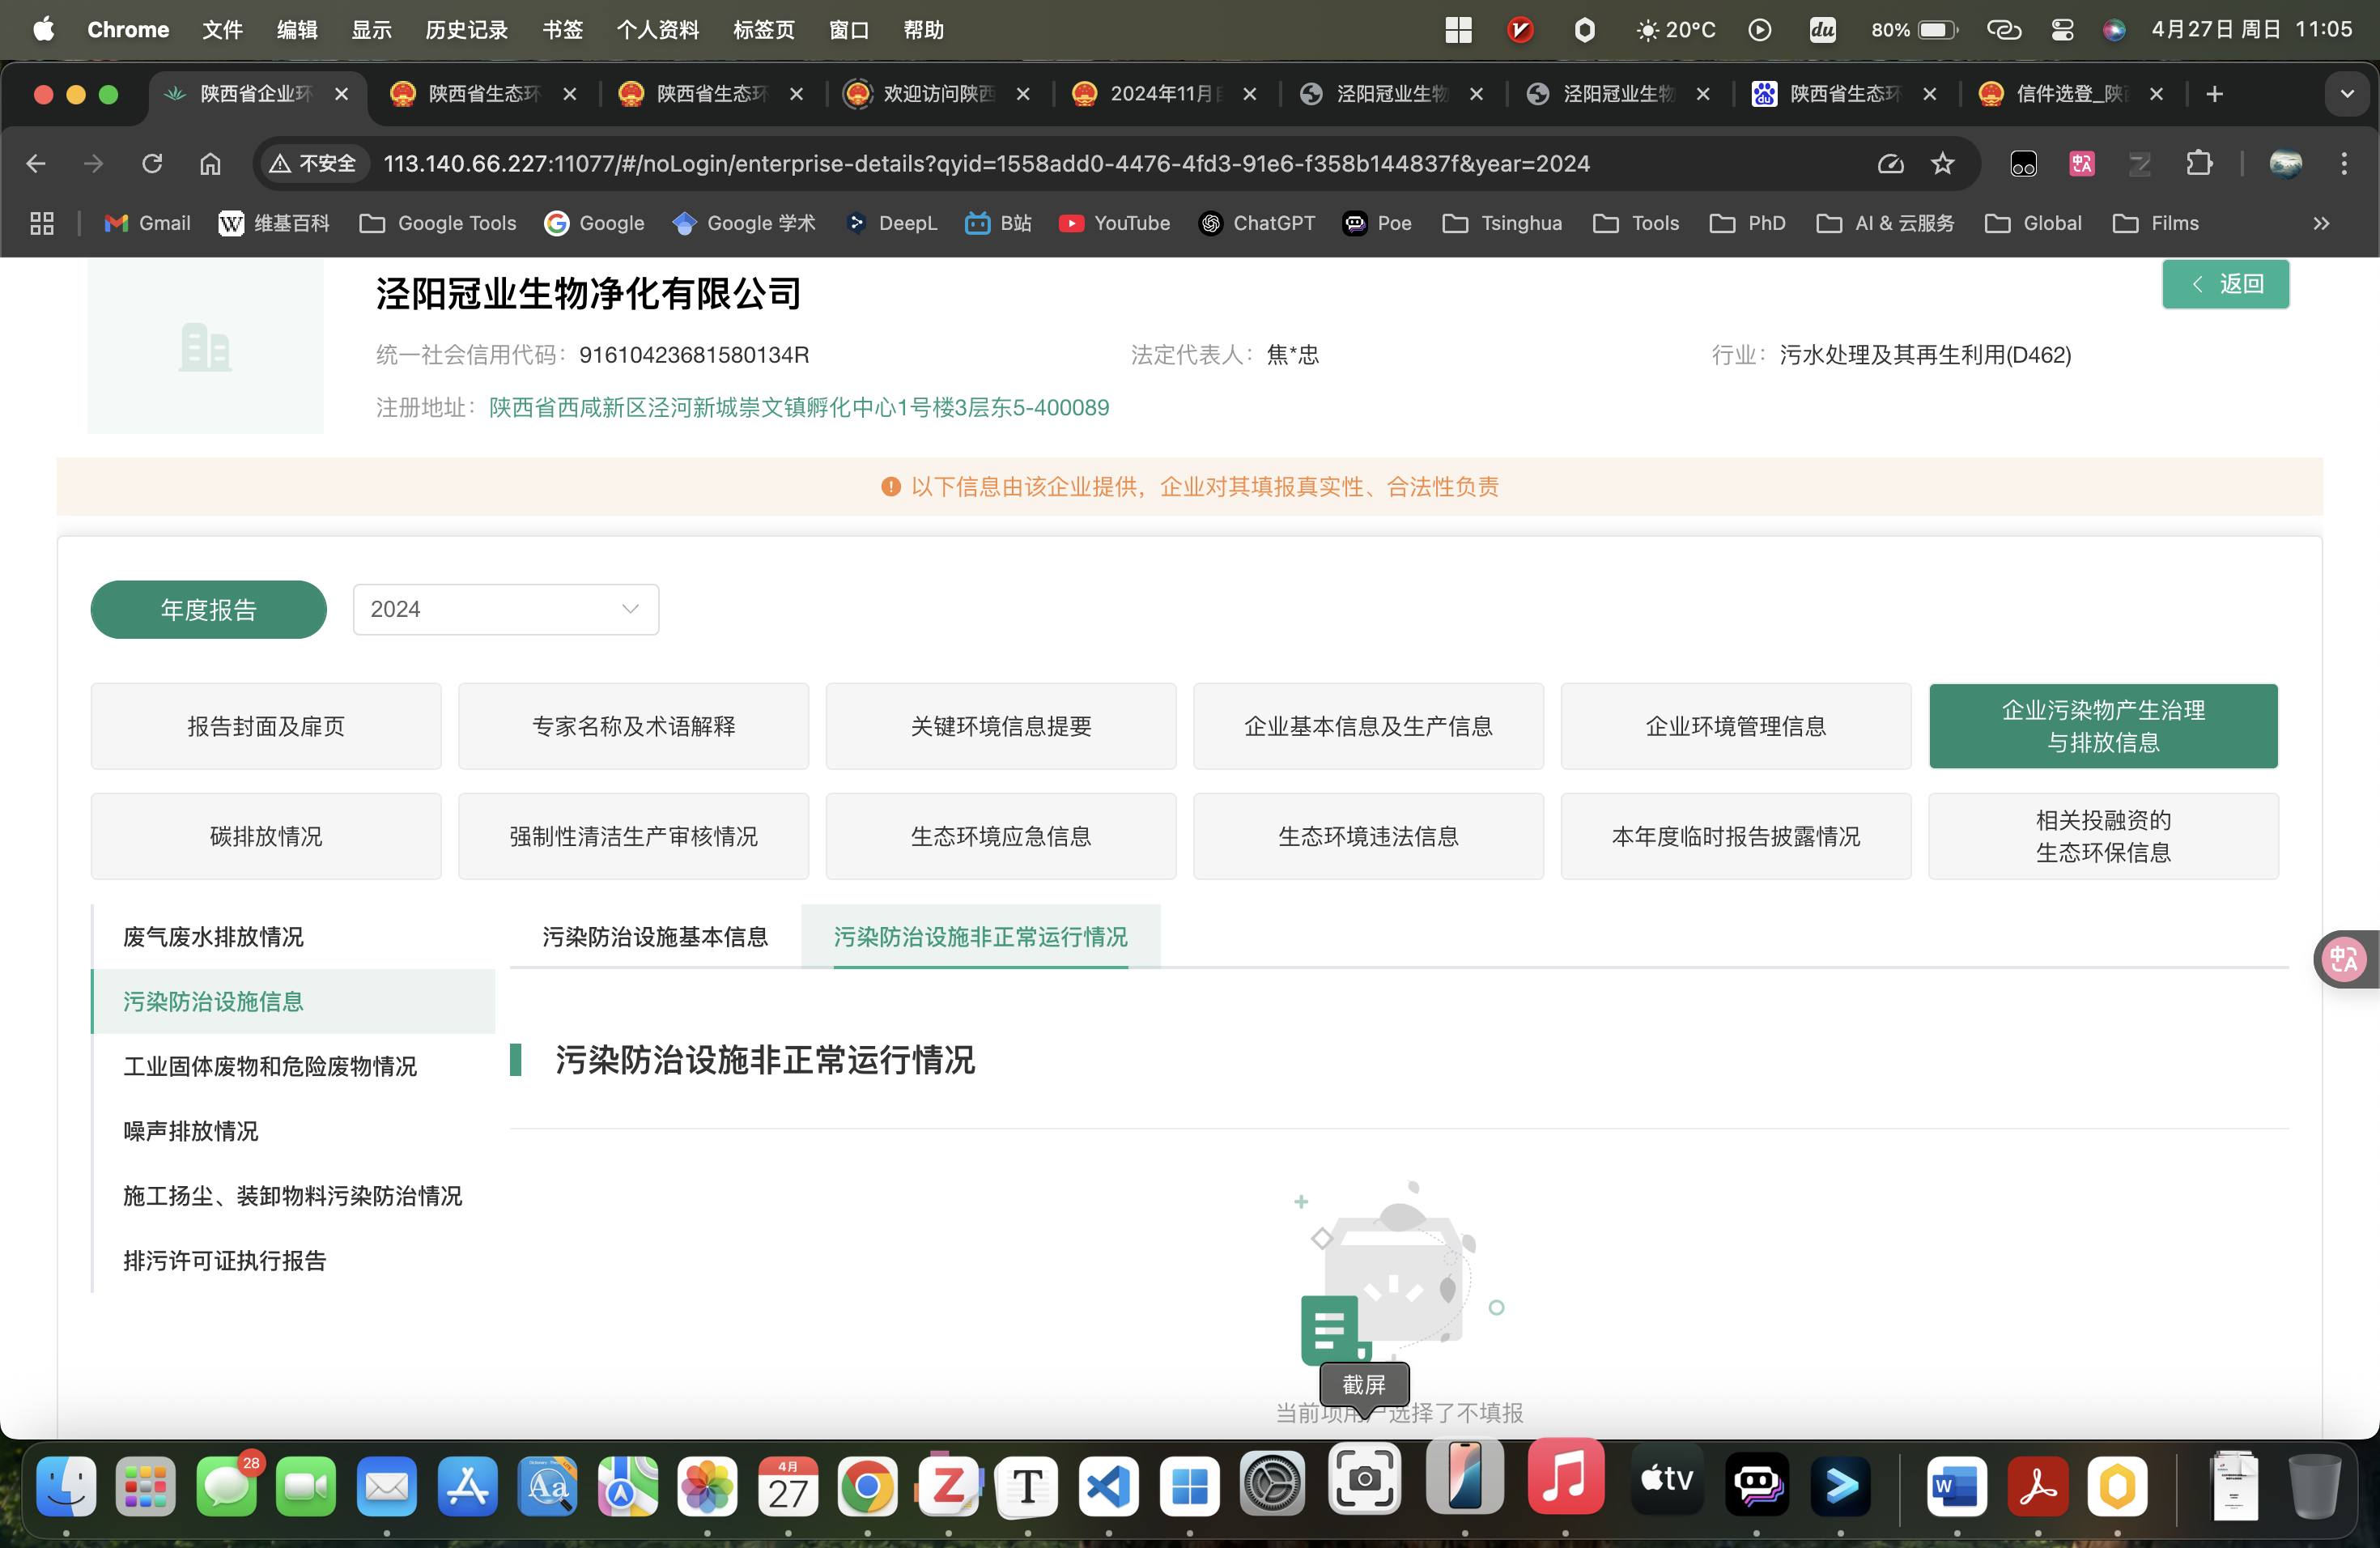 Chrome 文件 编辑 显示 历史记录 书签 个人资料 标签页 窗口 帮助 20°C du 80% 4月27日 周日 11:05
陕西省企业环 陕西省生态环 陕西省生态环 欢迎访问陕西 2024年11月 泾阳冠业生物 泾阳冠业生物 du 陕西省生态环 信件选登_陕
不安全 113.140.66.227:11077/#/noLogin/enterprise-details?qyid=1558add0-4476-4fd3-91e6-f358b144837f&year=2024
Gmail W 维基百科 Google Tools Google Google 学术 DeepL B站 YouTube ChatGPT Poe Tsinghua Tools PhD AI & 云服务 Global Films
泾阳冠业生物净化有限公司 返回
统一社会信用代码： 91610423681580134R 法定代表人： 焦*忠 行业： 污水处理及其再生利用(D462)
注册地址： 陕西省西咸新区泾河新城崇文镇孵化中心1号楼3层东5-400089
以下信息由该企业提供，企业对其填报真实性、合法性负责
年度报告 2024
报告封面及扉页 专家名称及术语解释 关键环境信息提要 企业基本信息及生产信息 企业环境管理信息 企业污染物产生治理
与排放信息
碳排放情况 强制性清洁生产审核情况 生态环境应急信息 生态环境违法信息 本年度临时报告披露情况 相关投融资的
生态环保信息
废气废水排放情况
污染防治设施信息
工业固体废物和危险废物情况
噪声排放情况
施工扬尘、装卸物料污染防治情况
排污许可证执行报告
污染防治设施基本信息 污染防治设施非正常运行情况
污染防治设施非正常运行情况
截屏
当前项用户选择了不填报
28
4月
27
Z
T
tv
W